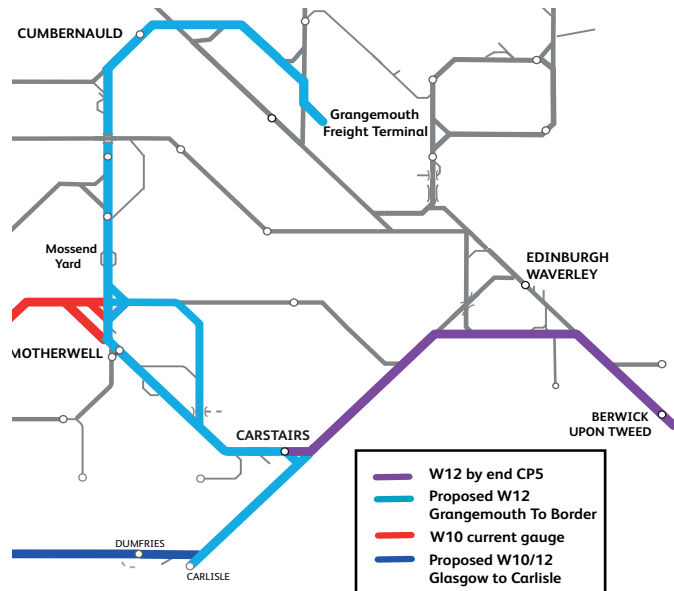 CUMBERNAULD
Grangemouth
Freight Terminal
Mossend
Yard
EDINBURGH
WAVERLEY
MOTHERWELL
BERWICK
UPON TWEED
CARSTAIRS
W12 by end CP5
Proposed W12
Grangemouth To Border
W10 current gauge
Proposed W10/12
Glasgow to Carlisle
DUMFRIES
CARLISLE